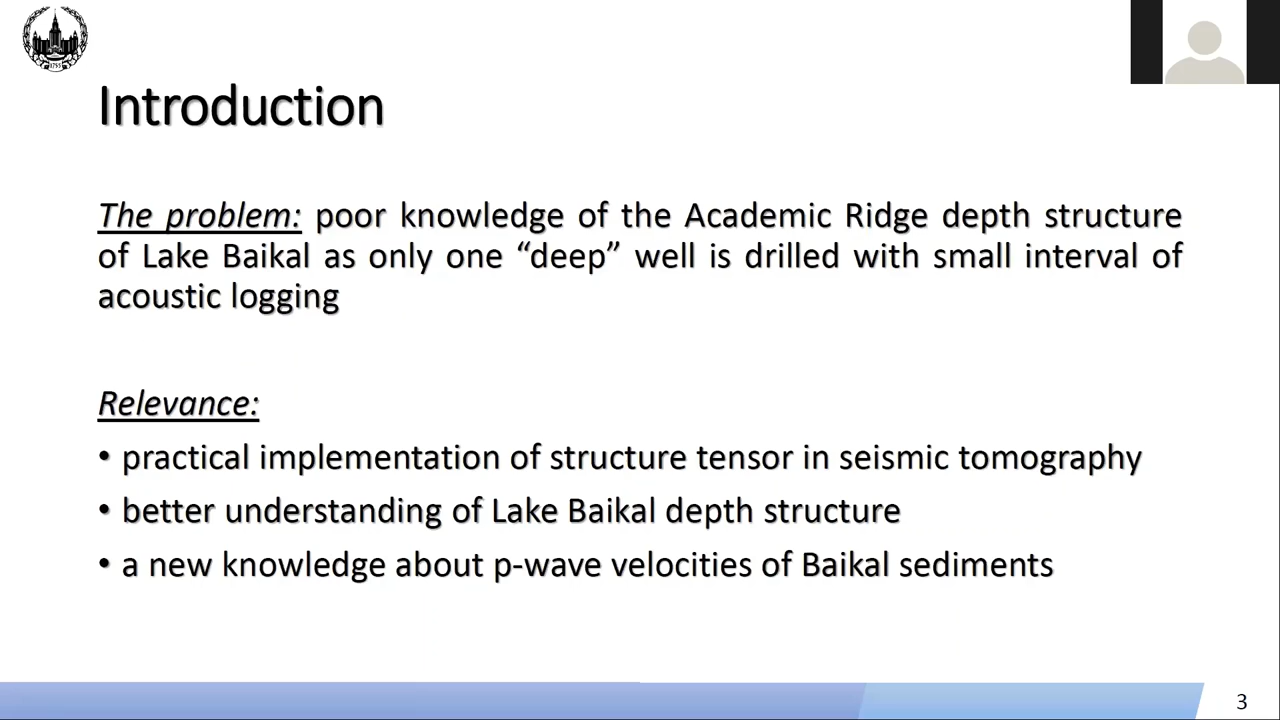 1755
Introduction
The problem: poor knowledge of the Academic Ridge depth structure
of Lake Baikal as only one “deep” well is drilled with small interval of
acoustic logging
Relevance:
• practical implementation of structure tensor in seismic tomography
• better understanding of Lake Baikal depth structure
• a new knowledge about p-wave velocities of Baikal sediments
3